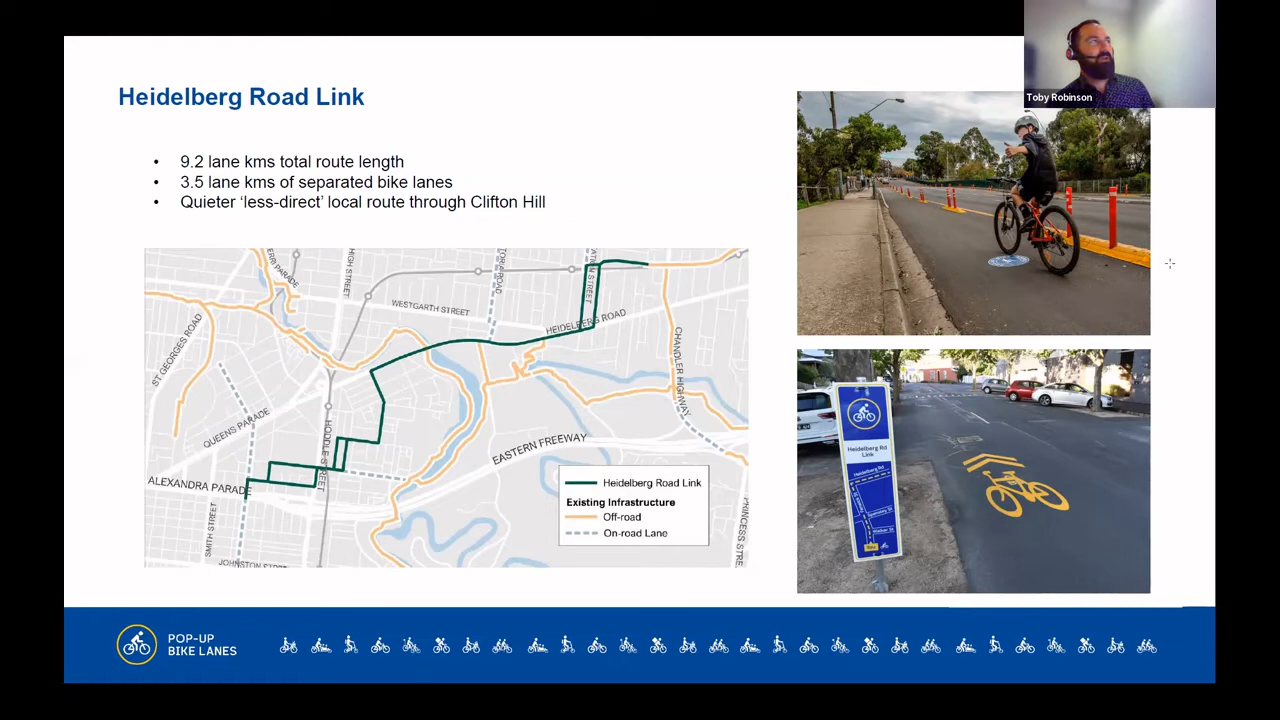 Toby Robinson
Heidelberg Road Link
• 9.2 lane kms total route length
• 3.5 lane kms of separated bike lanes
• Quieter ‘less-direct’ local route through Clifton Hill
HIGH STREET
WESTGARTH STREET
HEIDELBERG ROAD
ST GEORGES ROAD
CHANDLER HIGHWAY
QUEENS PARADE
HODDLE STREET
EASTERN FREEWAY
ALEXANDRA PARADE
SMITH STREET
Heidelberg Road Link
Existing Infrastructure
Off-road
On-road Lane
Heidelberg Rd
Link
Heidelberg Rd
POP-UP
BIKE LANES